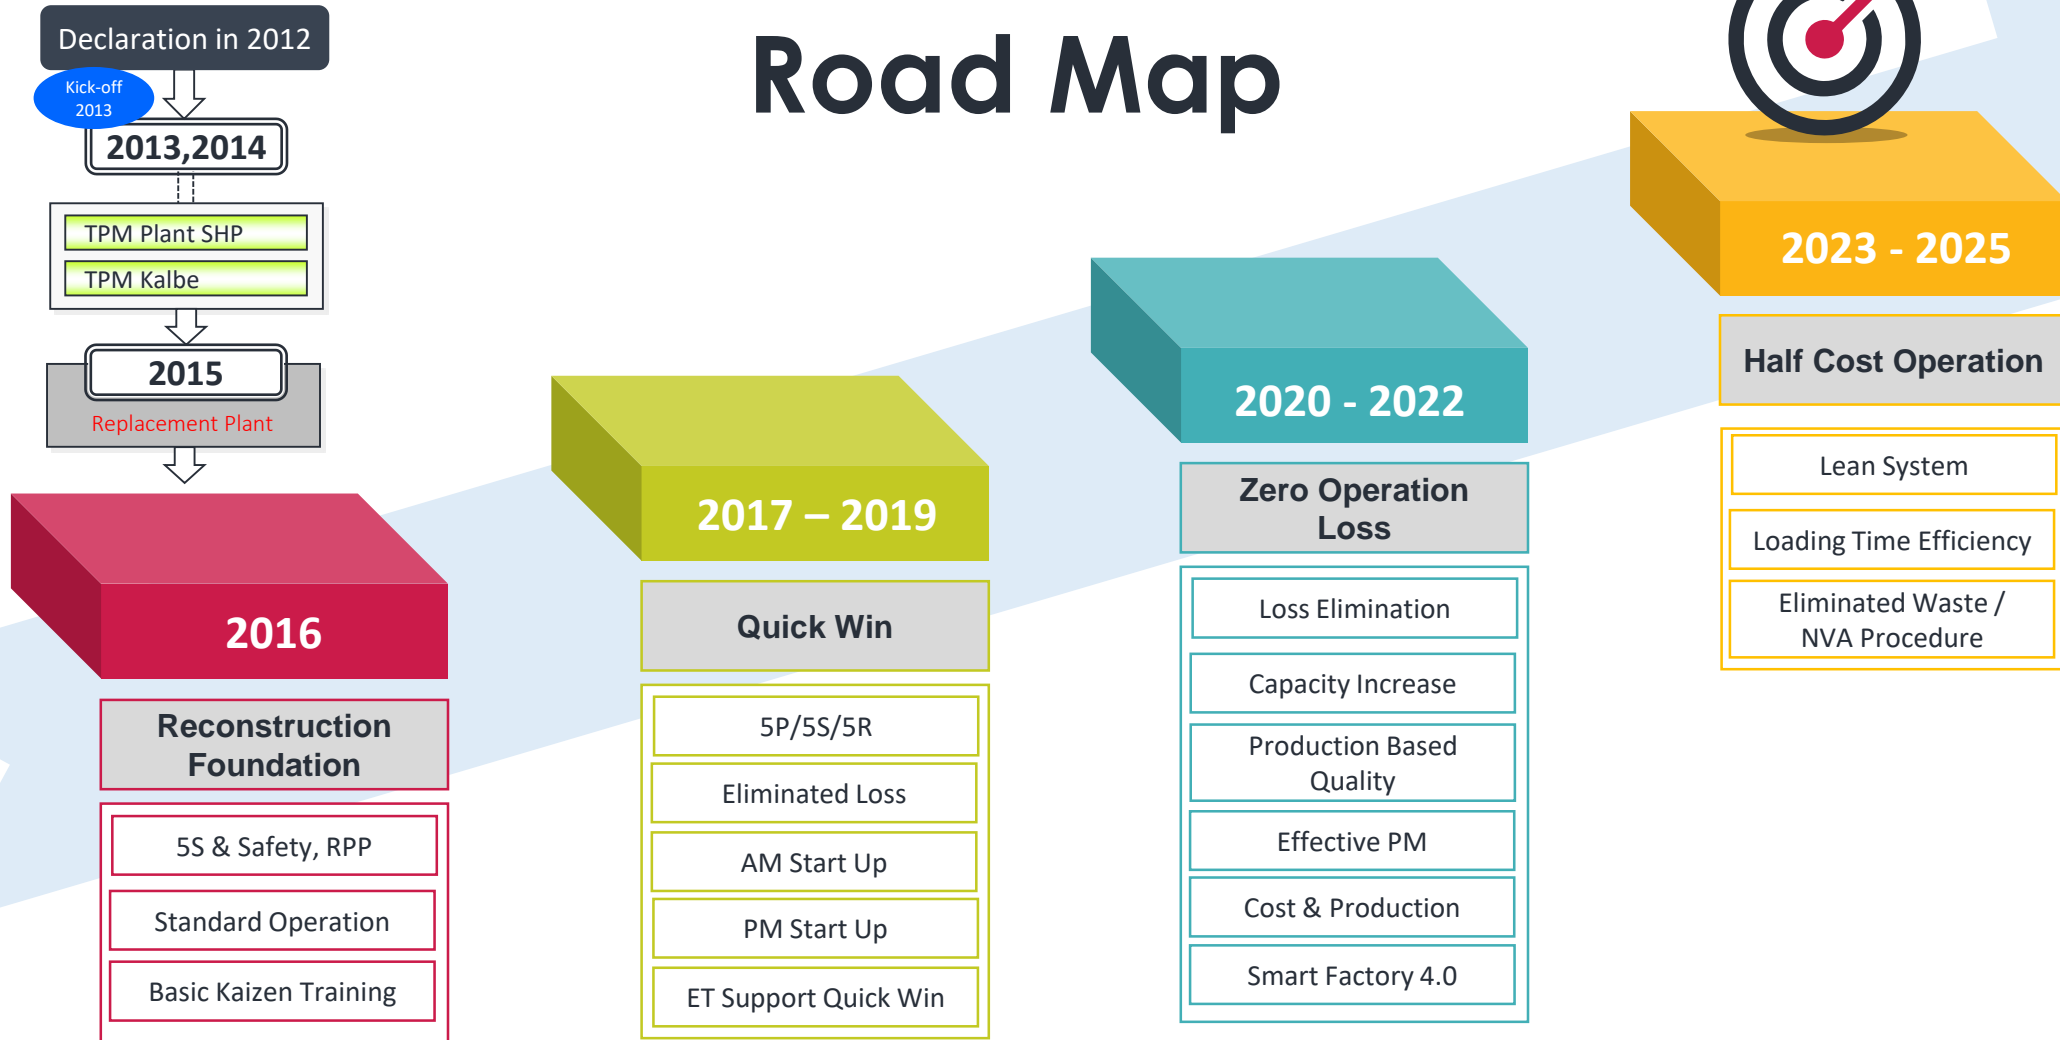 Road Map
Declaration in 2012
Kick-off
2013
2013,2014
TPM Plant SHP
TPM Kalbe
2015
Replacement Plant
2016
Reconstruction
Foundation
5S & Safety, RPP
Standard Operation
Basic Kaizen Training
2017 – 2019
Quick Win
5P/5S/5R
Eliminated Loss
AM Start Up
PM Start Up
ET Support Quick Win
2020 - 2022
Zero Operation
Loss
Loss Elimination
Capacity Increase
Production Based
Quality
Effective PM
Cost & Production
Smart Factory 4.0
2023 - 2025
Half Cost Operation
Lean System
Loading Time Efficiency
Eliminated Waste /
NVA Procedure